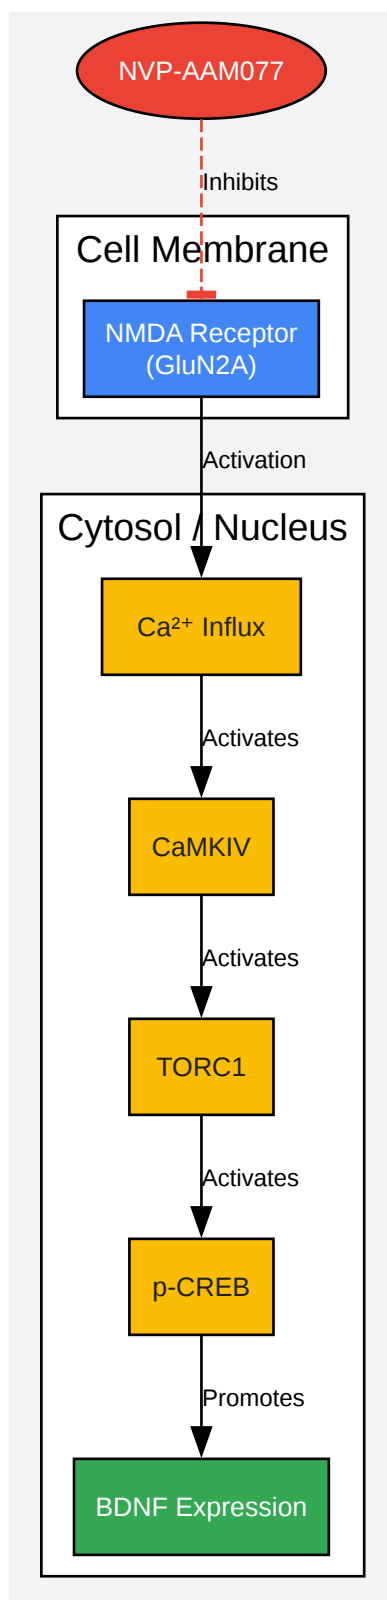 NVP-AAM077
Inhibits
Cell Membrane
NMDA Receptor
(GluN2A)
Activation
Cytosol / Nucleus
Ca²⁺ Influx
Activates
CaMKIV
Activates
TORC1
Activates
p-CREB
Promotes
BDNF Expression